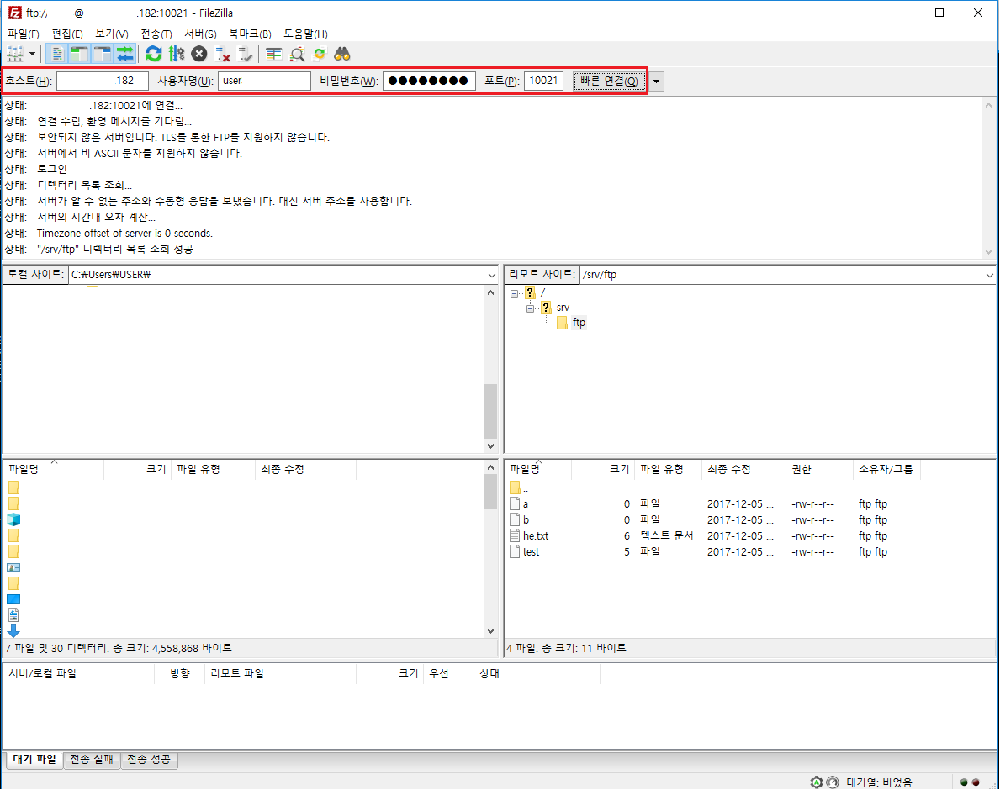 ftp:// @ .182:10021 - FileZilla
파일(F) 편집(E) 보기(V) 전송(T) 서버(S) 북마크(B) 도움말(H)
호스트(H): 182 사용자명(U): user 비밀번호(W): ●●●●●●●● 포트(P): 10021 빠른 연결(Q)
상태: .182:10021에 연결...
상태: 연결 수립, 환영 메시지를 기다림...
상태: 보안되지 않은 서버입니다. TLS를 통한 FTP를 지원하지 않습니다.
상태: 서버에서 비 ASCII 문자를 지원하지 않습니다.
상태: 로그인
상태: 디렉터리 목록 조회...
상태: 서버가 알 수 없는 주소와 수동형 응답을 보냈습니다. 대신 서버 주소를 사용합니다.
상태: 서버의 시간대 오차 계산...
상태: Timezone offset of server is 0 seconds.
상태: "/srv/ftp" 디렉터리 목록 조회 성공
로컬 사이트: C:₩Users₩USER₩
리모트 사이트: /srv/ftp
/
srv
ftp
파일명 크기 파일 유형 최종 수정
7 파일 및 30 디렉터리. 총 크기: 4,558,868 바이트
파일명 크기 파일 유형 최종 수정 권한 소유자/그룹
..
a 0 파일 2017-12-05 ... -rw-r--r-- ftp ftp
b 0 파일 2017-12-05 ... -rw-r--r-- ftp ftp
he.txt 6 텍스트 문서 2017-12-05 ... -rw-r--r-- ftp ftp
test 5 파일 2017-12-05 ... -rw-r--r-- ftp ftp
4 파일. 총 크기: 11 바이트
서버/로컬 파일 방향 리모트 파일 크기 우선 ... 상태
대기 파일 전송 실패 전송 성공
대기열: 비었음